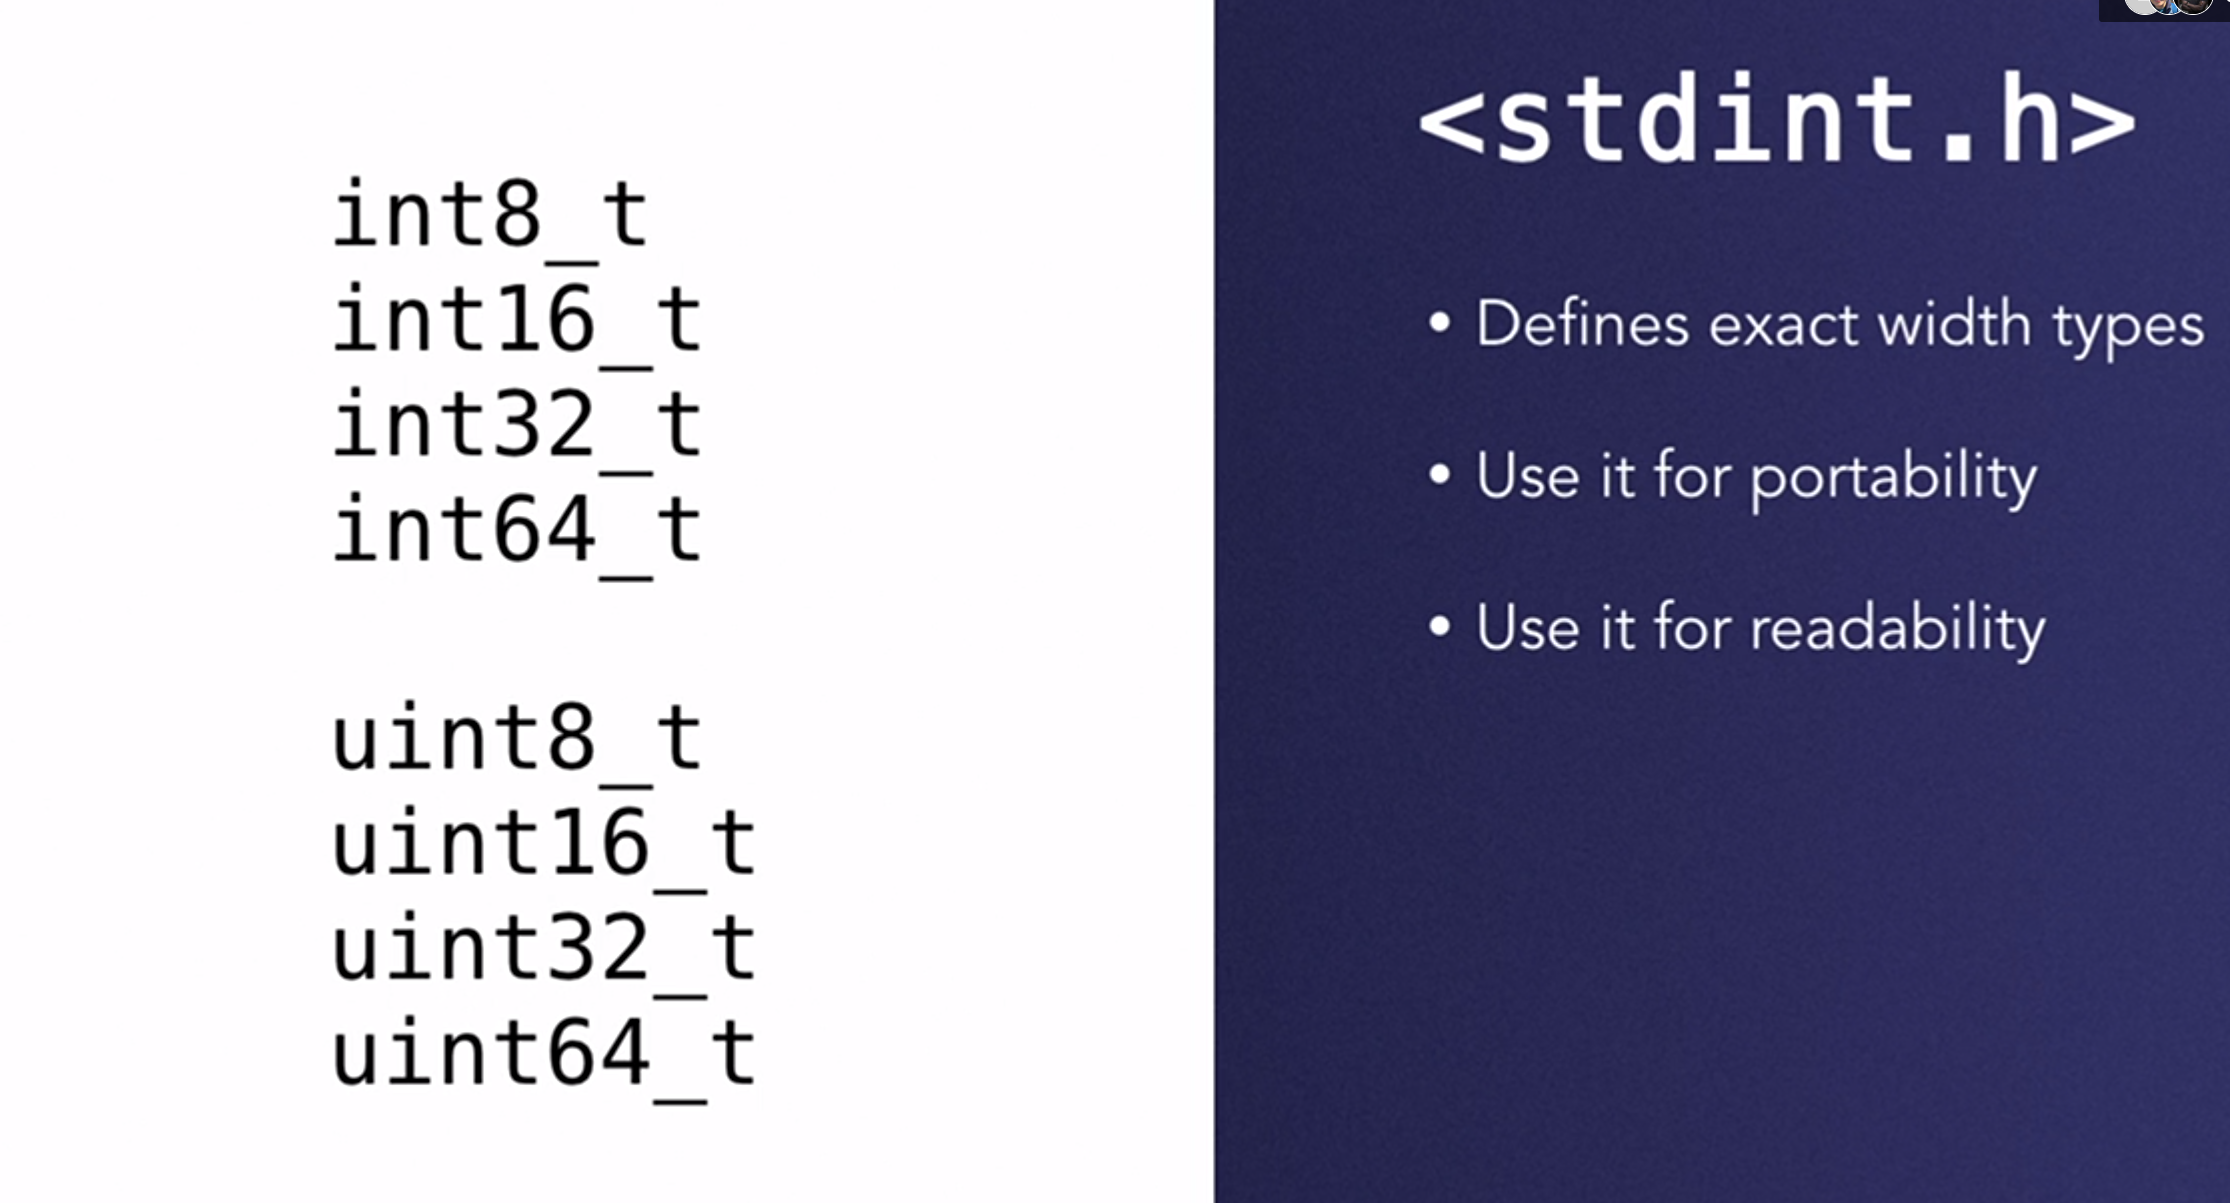 int8_t
int16_t
int32_t
int64_t
uint8_t
uint16_t
uint32_t
uint64_t
<stdint.h>
• Defines exact width types
• Use it for portability
• Use it for readability